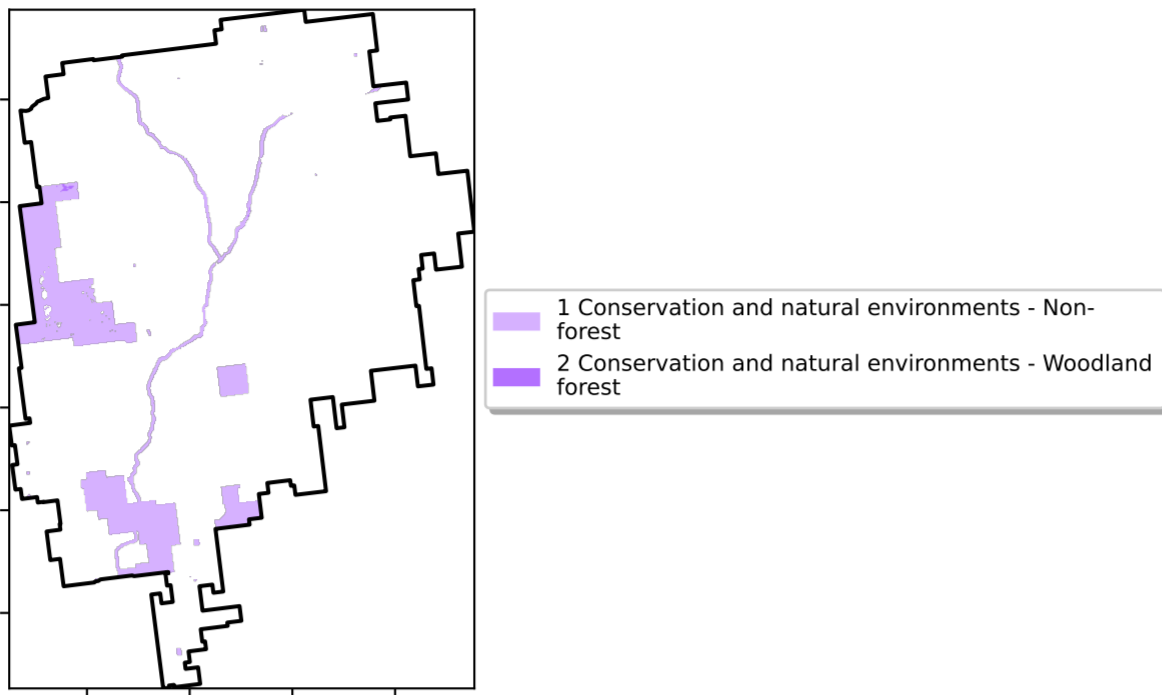 1 Conservation and natural environments - Non-
forest
2 Conservation and natural environments - Woodland
forest